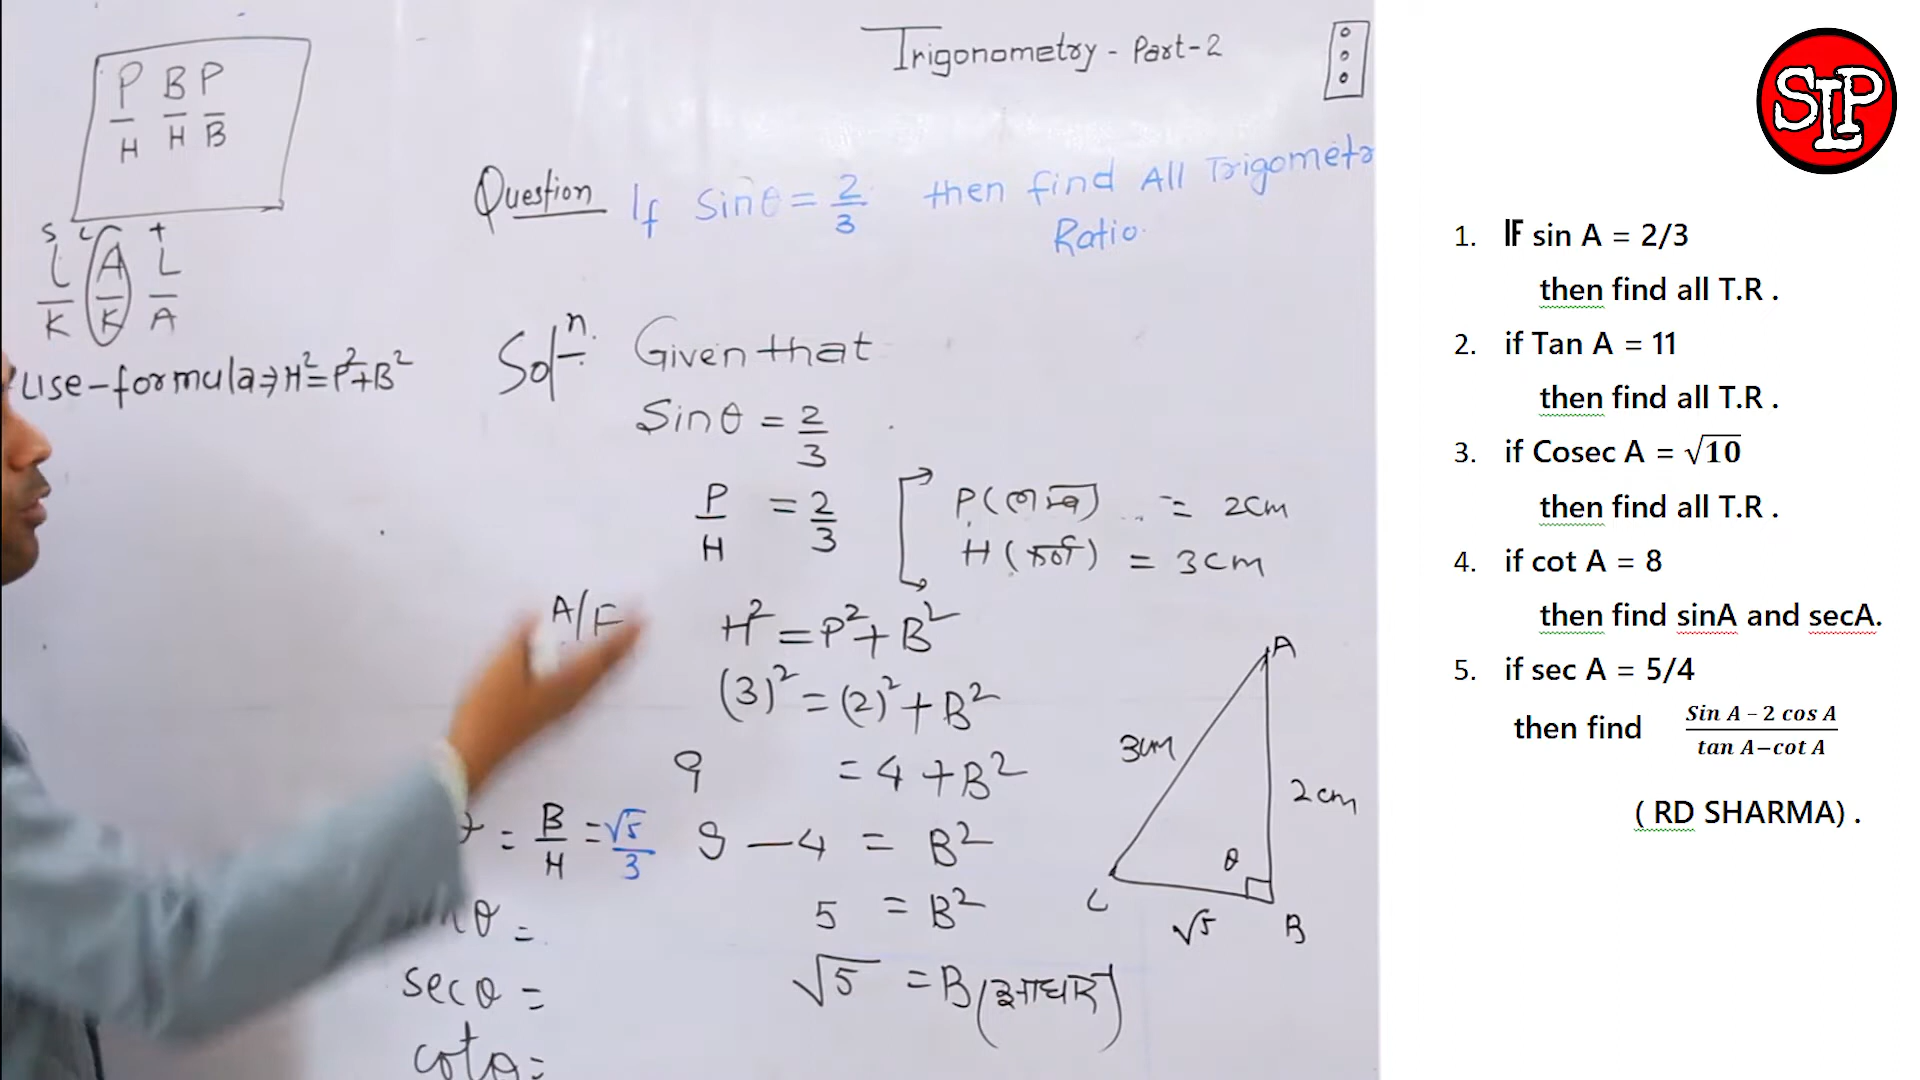 P B P
H H B
S C t
L A L
K K A
Use-formula⇒H²=P²+B²
Trigonometry - Part-2
Question If Sinθ = 2/3 then find All Trigometr
Ratio.
Solⁿ. Given that
Sinθ = 2/3
P/H = 2/3
P(लम्ब) = 2cm
H(कर्ण) = 3cm
A/F H² = P² + B²
(3)² = (2)² + B²
9 = 4 + B²
= B/H = √5/3
9 - 4 = B²
5 = B²
θ =
secθ =
√5 = B(आधार)
cotθ =
A
3cm
2cm
θ
C
√5
B
SLP
1. IF sin A = 2/3
then find all T.R .
2. if Tan A = 11
then find all T.R .
3. if Cosec A = √10
then find all T.R .
4. if cot A = 8
then find sinA and secA.
5. if sec A = 5/4
then find Sin A – 2 cos A / tan A–cot A
( RD SHARMA) .